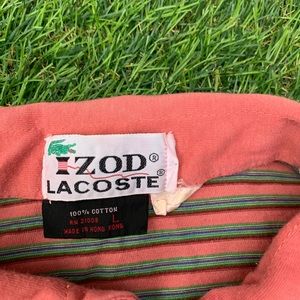 IZOD®
LACOSTE®
100% COTTON
RN 21008 L
MADE IN HONG KONG